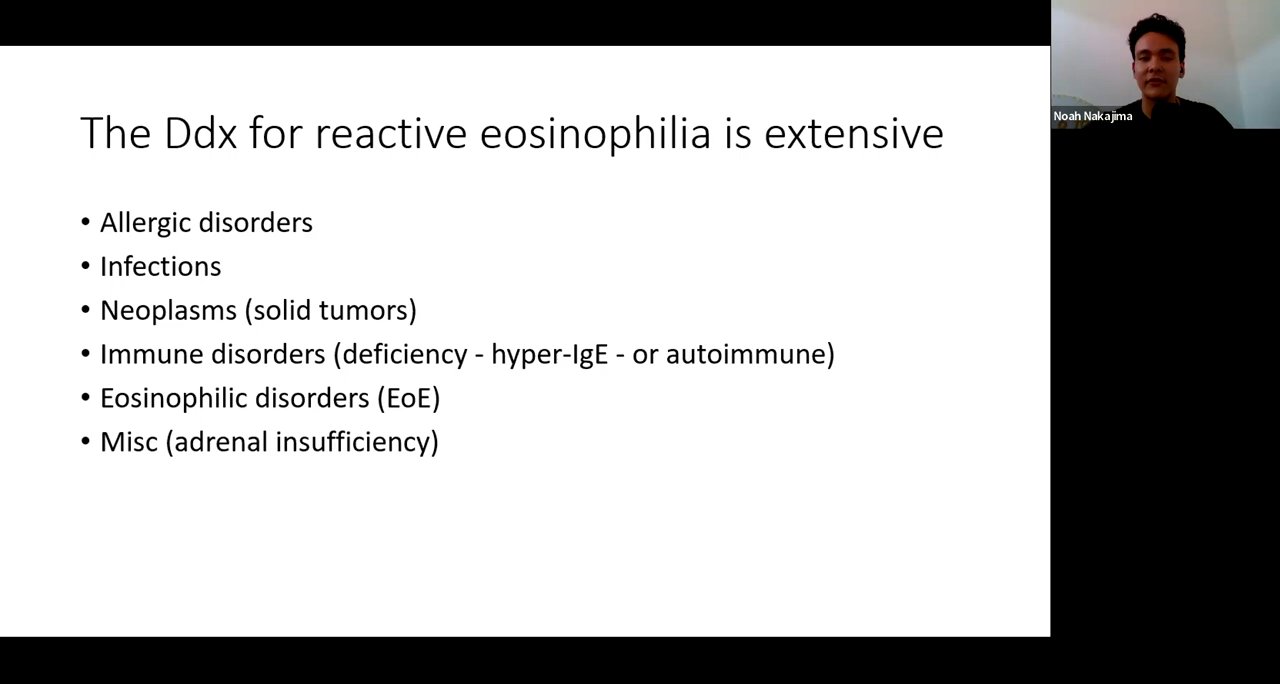 The Ddx for reactive eosinophilia is extensive
• Allergic disorders
• Infections
• Neoplasms (solid tumors)
• Immune disorders (deficiency - hyper-IgE - or autoimmune)
• Eosinophilic disorders (EoE)
• Misc (adrenal insufficiency)
Noah Nakajima